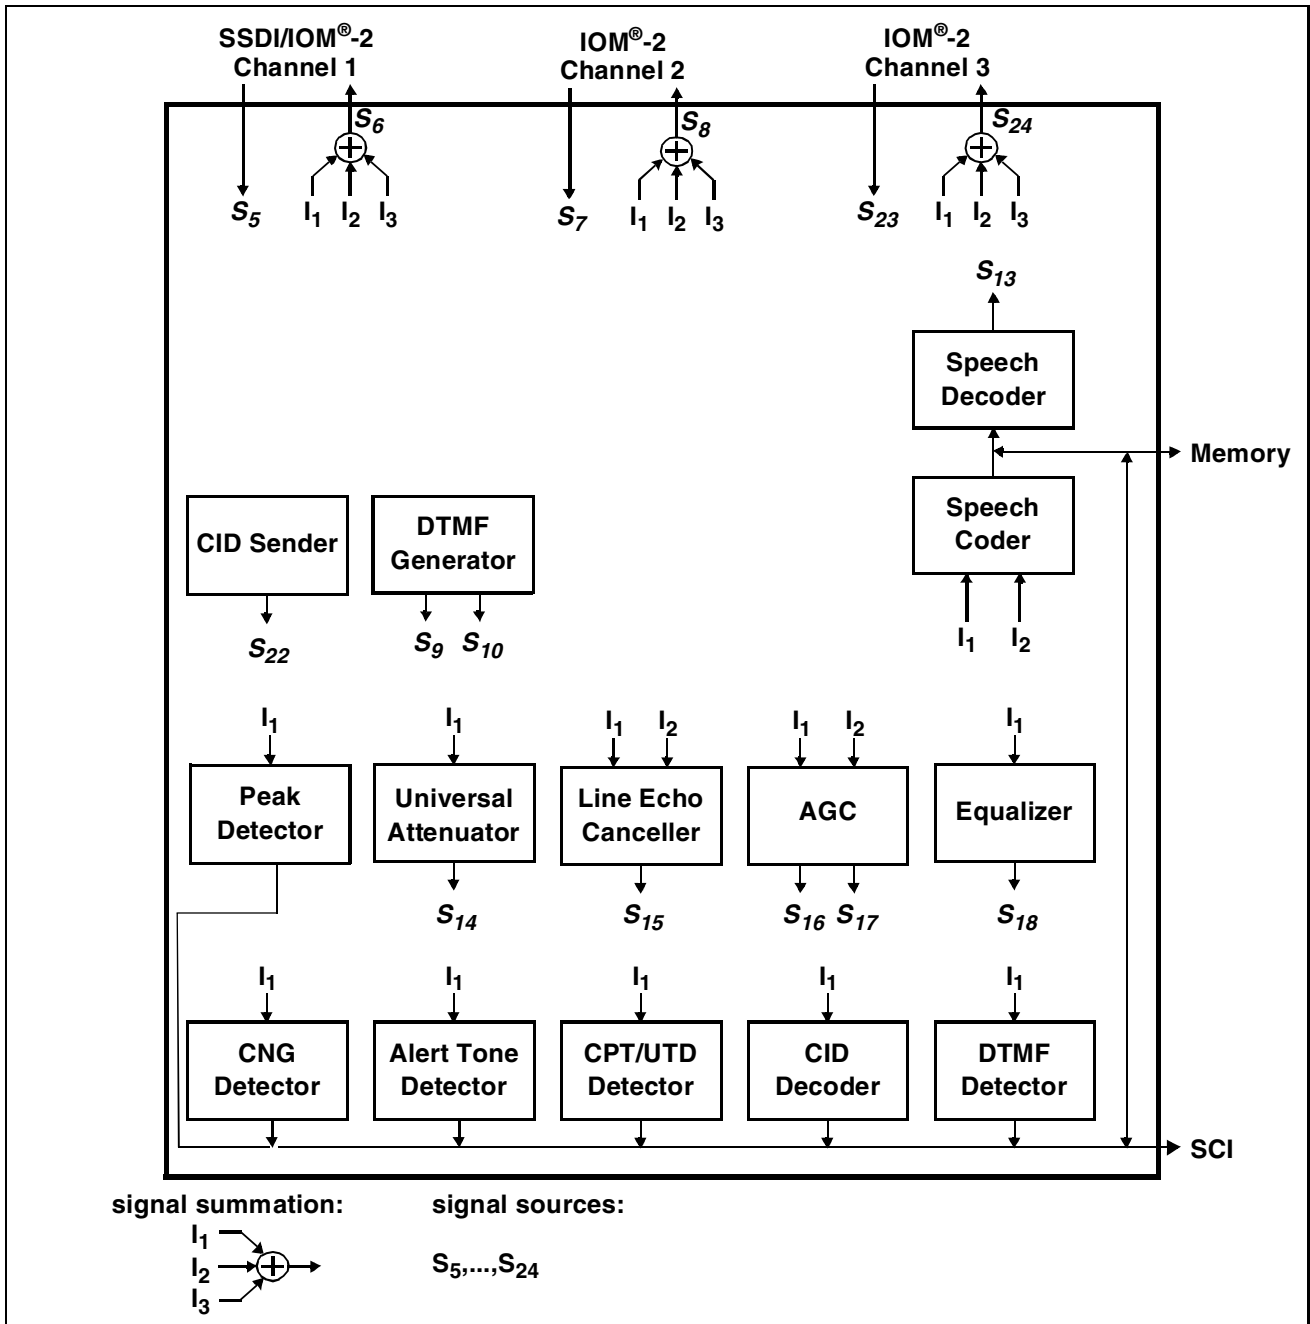 SSDI/IOM®-2
Channel 1
IOM®-2
Channel 2
IOM®-2
Channel 3
S6
S8
S24
S5
I1 I2 I3
S7
I1 I2 I3
S23
I1 I2 I3
S13
Speech
Decoder
Memory
Speech
Coder
I1 I2
CID Sender
DTMF
Generator
S22
S9 S10
I1
I1
I1 I2
I1 I2
I1
Peak
Detector
Universal
Attenuator
Line Echo
Canceller
AGC
Equalizer
S14
S15
S16 S17
S18
I1
I1
I1
I1
I1
CNG
Detector
Alert Tone
Detector
CPT/UTD
Detector
CID
Decoder
DTMF
Detector
SCI
signal summation:
I1
I2
I3
signal sources:
S5,...,S24